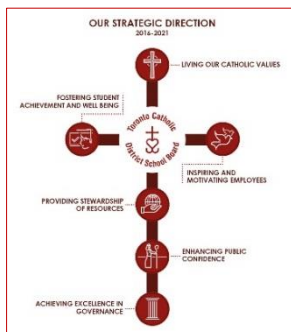 OUR STRATEGIC DIRECTION
2016-2021
LIVING OUR CATHOLIC VALUES
FOSTERING STUDENT
ACHIEVEMENT AND WELL BEING
Toronto Catholic
District School Board
INSPIRING AND
MOTIVATING EMPLOYEES
PROVIDING STEWARDSHIP
OF RESOURCES
ENHANCING PUBLIC
CONFIDENCE
ACHIEVING EXCELLENCE IN
GOVERNANCE